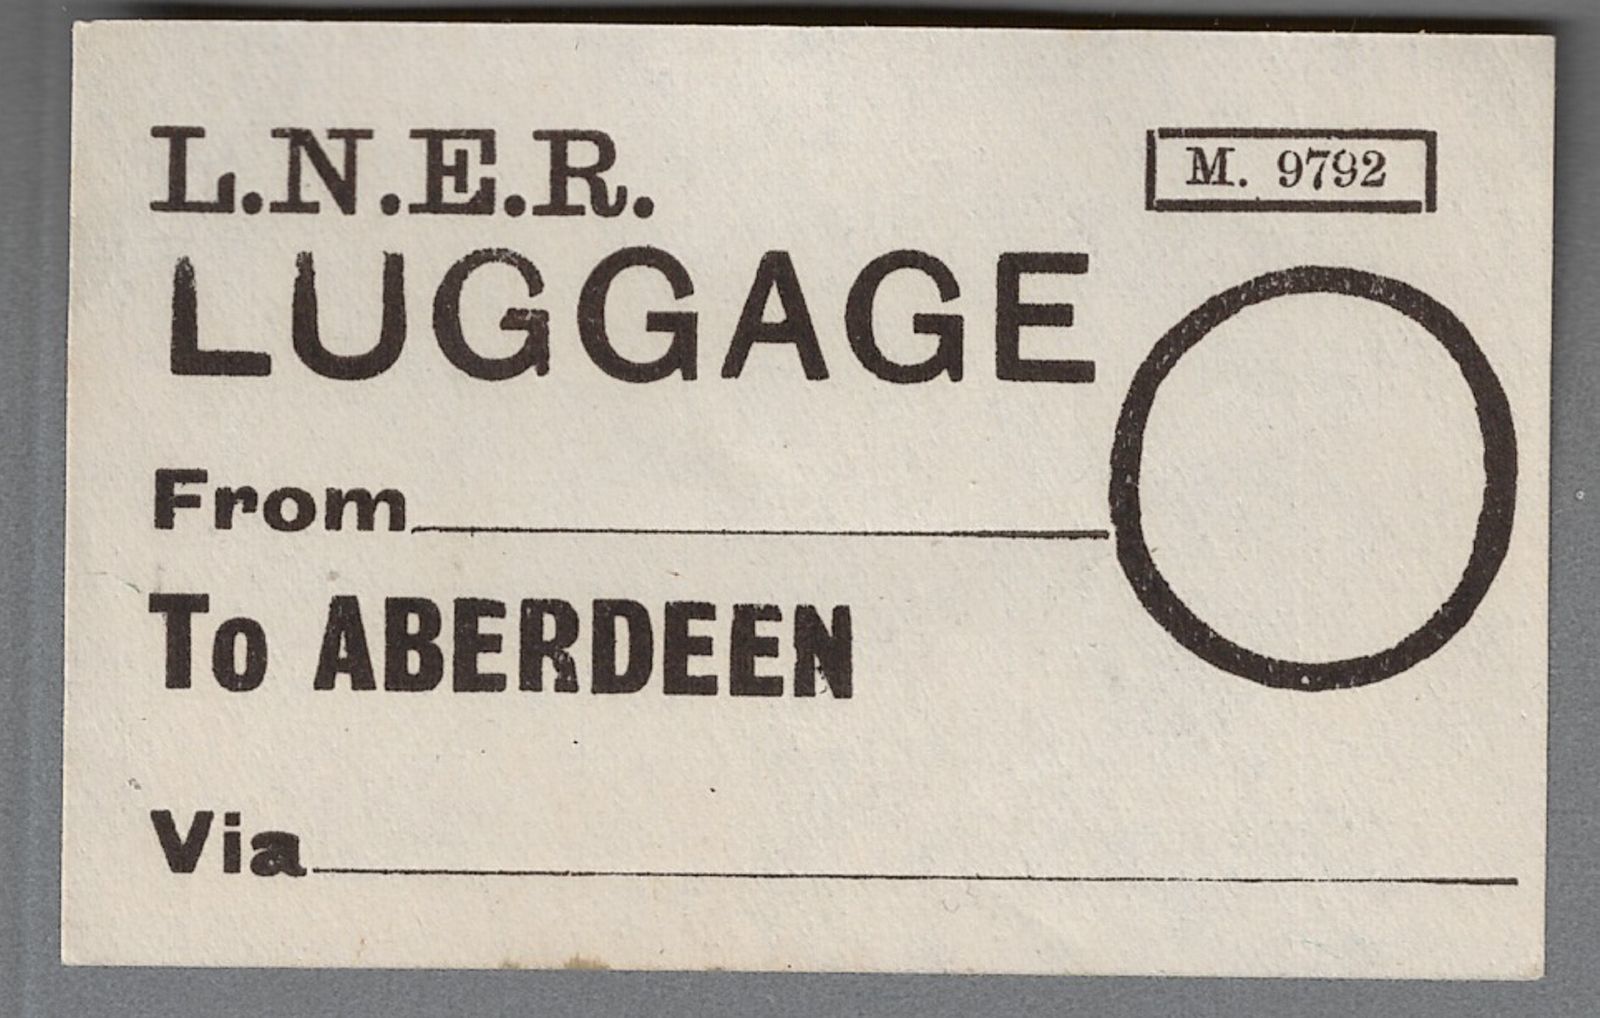 L.N.E.R.
M. 9792
LUGGAGE
From
To ABERDEEN
Via